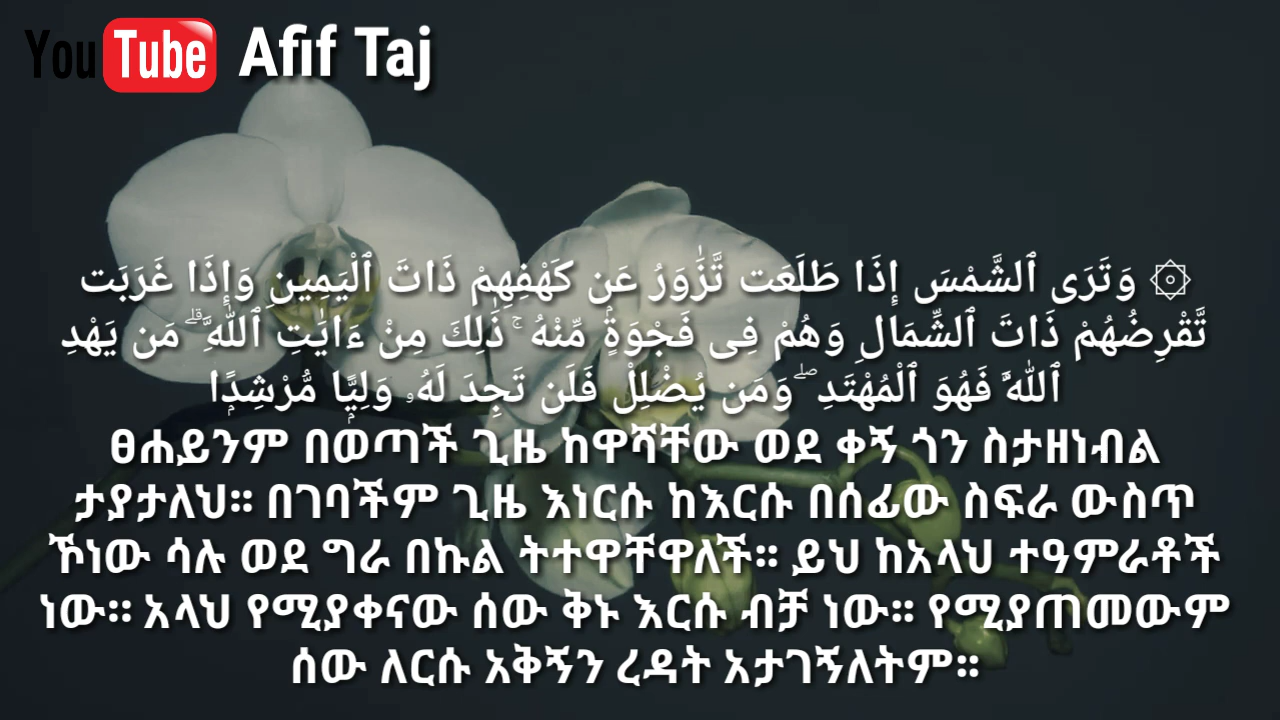 YouTube Afif Taj
۞ وَتَرَى ٱلشَّمْسَ إِذَا طَلَعَت تَّزَٰوَرُ عَن كَهْفِهِمْ ذَاتَ ٱلْيَمِينِ وَإِذَا غَرَبَت
تَّقْرِضُهُمْ ذَاتَ ٱلشِّمَالِ وَهُمْ فِى فَجْوَةٍ مِّنْهُ ۚ ذَٰلِكَ مِنْ ءَايَٰتِ ٱللَّهِ ۗ مَن يَهْدِ
ٱللَّهُ فَهُوَ ٱلْمُهْتَدِ ۖ وَمَن يُضْلِلْ فَلَن تَجِدَ لَهُۥ وَلِيًّا مُّرْشِدًا
ፀሐይንም በወጣች ጊዜ ከዋሻቸው ወደ ቀኝ ጎን ስታዘነብል
ታያታለህ፡፡ በገባችም ጊዜ እነርሱ ከእርሱ በሰፊው ስፍራ ውስጥ
ኾነው ሳሉ ወደ ግራ በኩል ትተዋቸዋለች፡፡ ይህ ከአላህ ተዓምራቶች
ነው፡፡ አላህ የሚያቀናው ሰው ቅኑ እርሱ ብቻ ነው፡፡ የሚያጠመውም
ሰው ለርሱ አቅኝን ረዳት አታገኝለትም፡፡